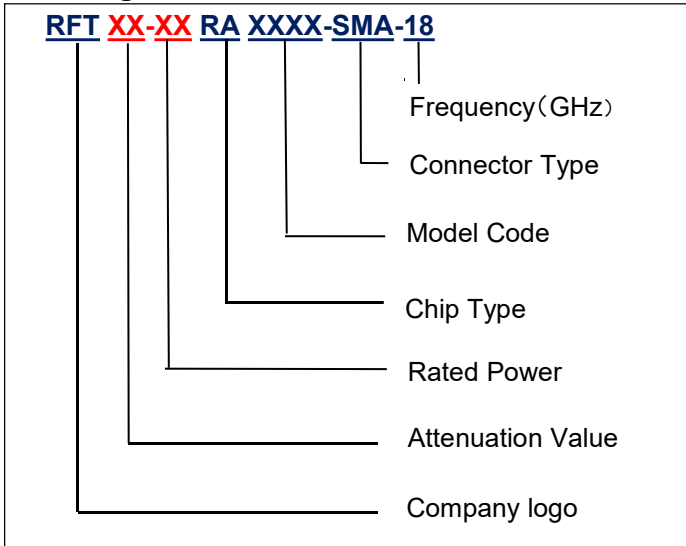 RFT XX-XX RA XXXX-SMA-18
Frequency（GHz）
Connector Type
Model Code
Chip Type
Rated Power
Attenuation Value
Company logo